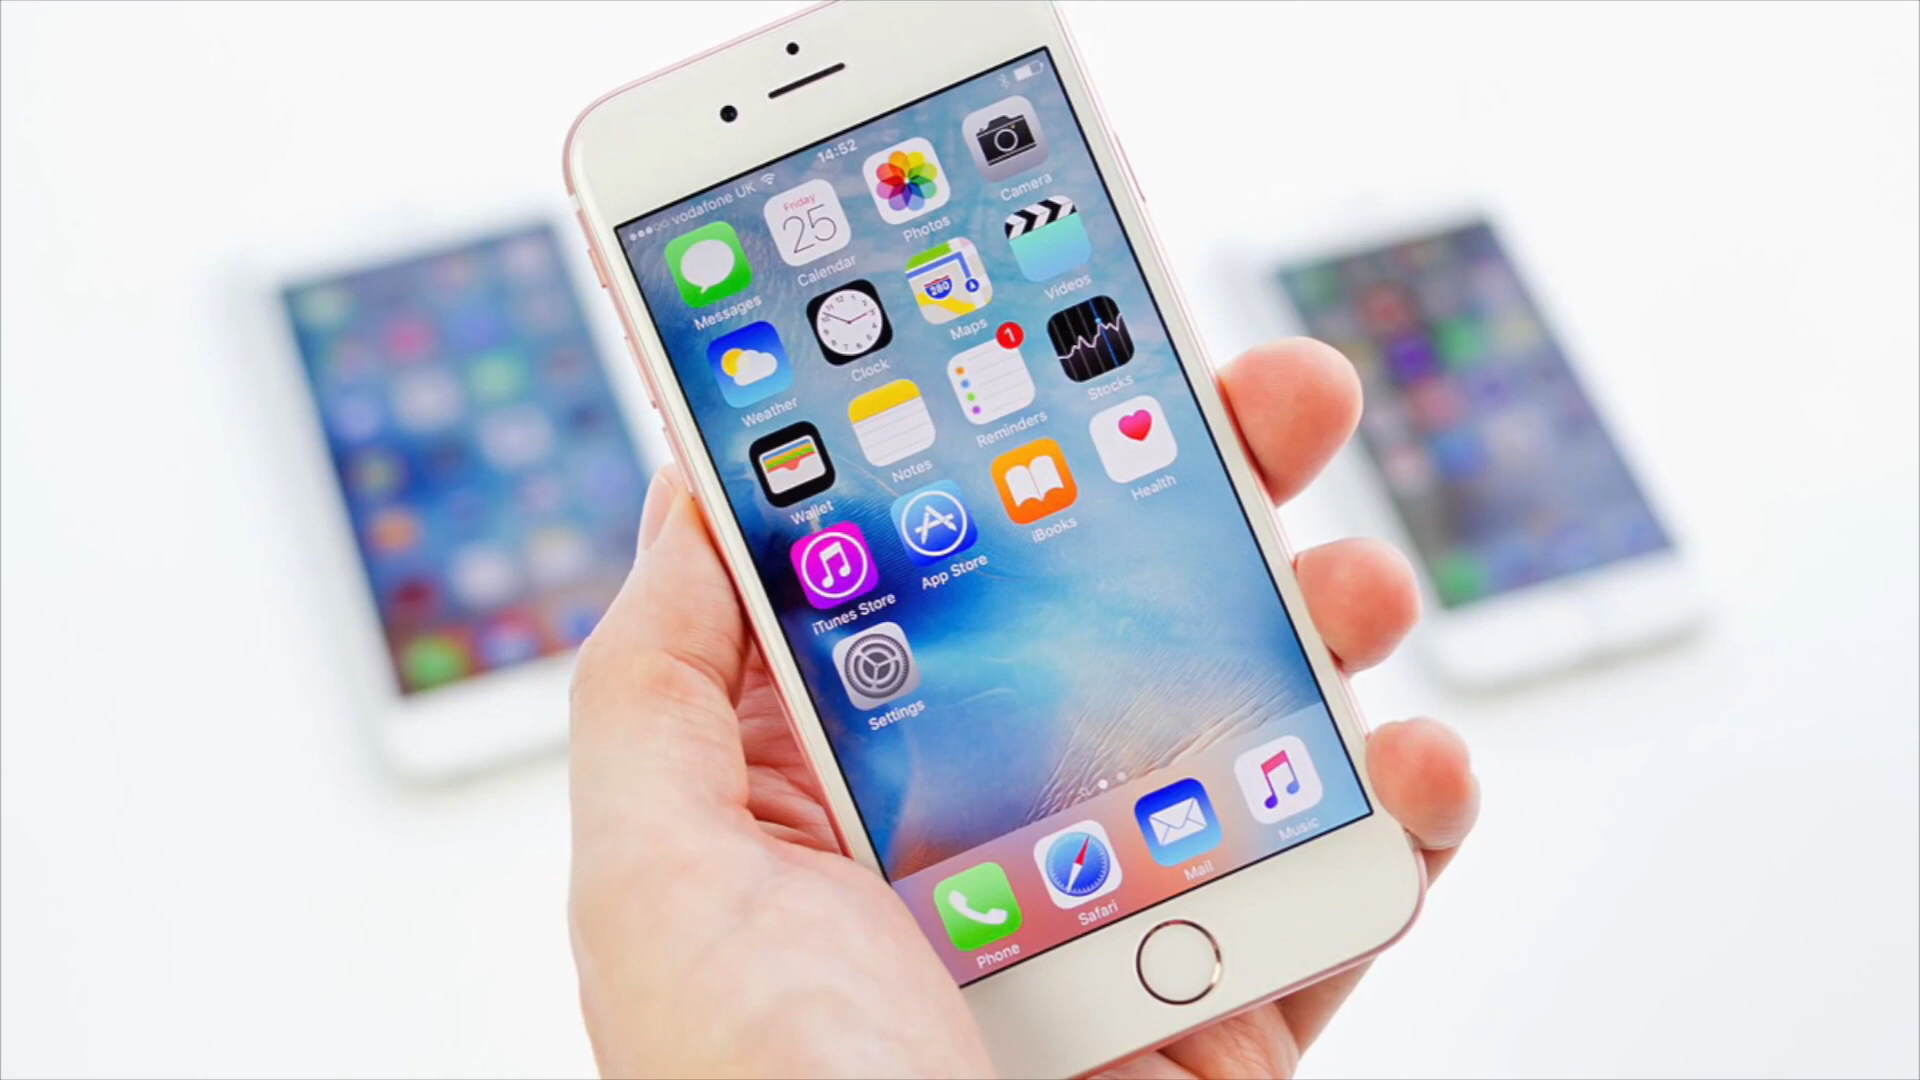 vodafone UK 14:52
Messages
Friday
25
Calendar
Photos
Camera
Weather
Clock
280
Maps
Videos
Wallet
Notes
1
Reminders
Stocks
iTunes Store
App Store
iBooks
Health
Settings
Phone
Safari
Mail
Music